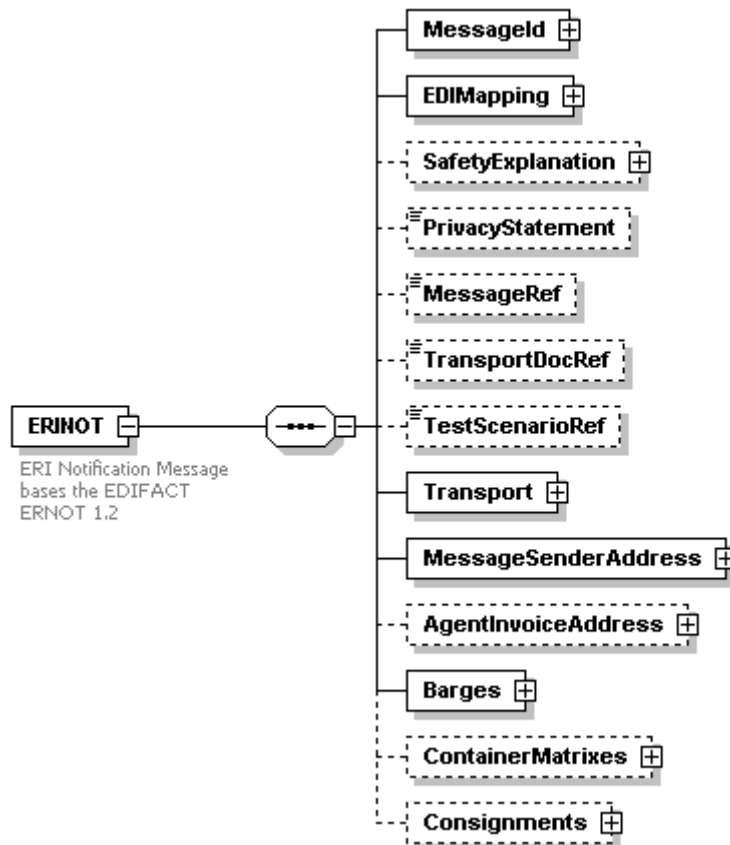 MessageId
EDIMapping
SafetyExplanation
PrivacyStatement
MessageRef
TransportDocRef
ERINOT
TestScenarioRef
ERI Notification Message
bases the EDIFACT
ERNOT 1.2
Transport
MessageSenderAddress
AgentInvoiceAddress
Barges
ContainerMatrixes
Consignments